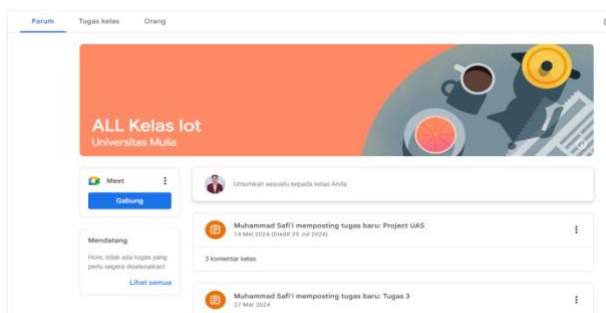 Forum Tugas kelas Orang
ALL Kelas Iot
Universitas Mulia
Meet
Gabung
Umumkan sesuatu kepada kelas Anda
Mendatang
Hore, tidak ada tugas yang
perlu segera diselesaikan!
Lihat semua
Muhammad Safi'i memposting tugas baru: Project UAS
14 Mei 2024 (Diedit 25 Jul 2024)
3 komentar kelas
Muhammad Safi'i memposting tugas baru: Tugas 3
27 Mar 2024